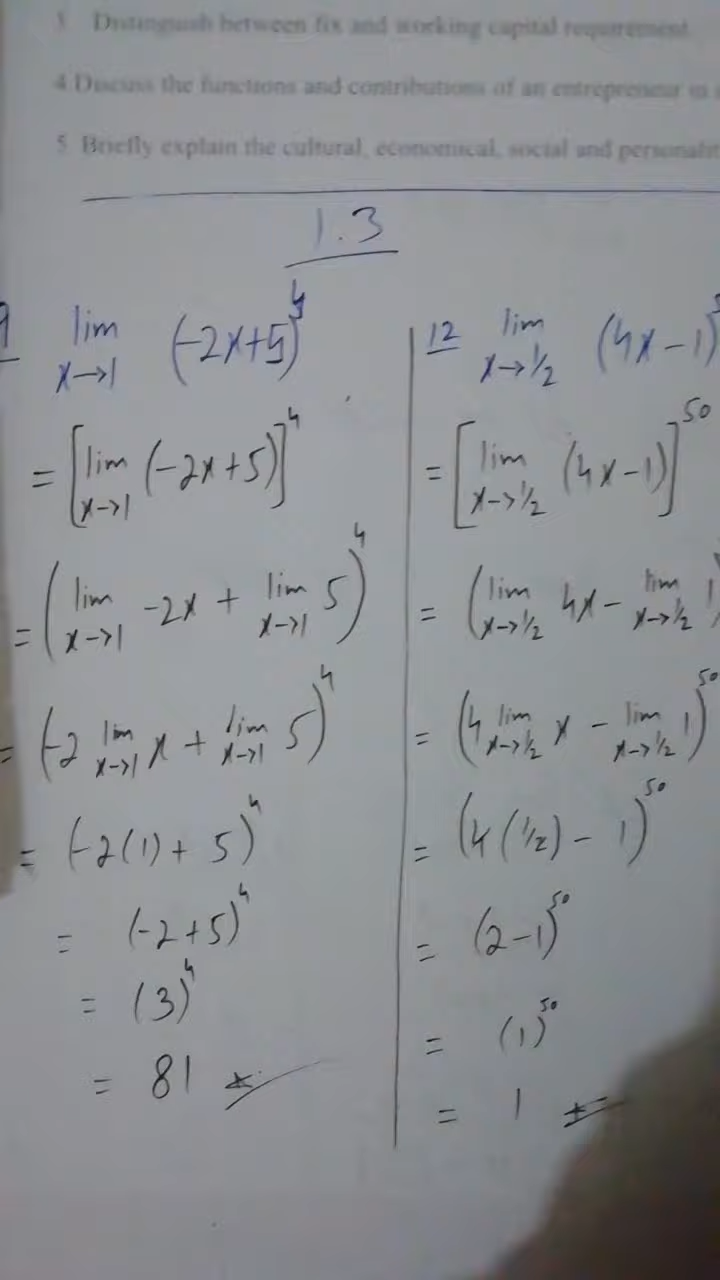 3 Distinguish between fix and working capital requirement.
4 Discuss the functions and contributions of an entrepreneur in
5 Briefly explain the cultural, economical, social and
1.3
9 lim x→1 (-2x+5)^4
= [lim x→1 (-2x+5)]^4
= (lim x→1 -2x + lim x→1 5)^4
= (-2 lim x→1 x + lim x→1 5)^4
= (-2(1) + 5)^4
= (-2+5)^4
= (3)^4
= 81
12 lim x→1/2 (4x-1)
= [lim x→1/2 (4x-1)]^50
= (lim x→1/2 4x - lim x→1/2 1)
= (4 lim x→1/2 x - lim x→1/2 1)^50
= (4(1/2) - 1)^50
= (2-1)^50
= (1)^50
= 1